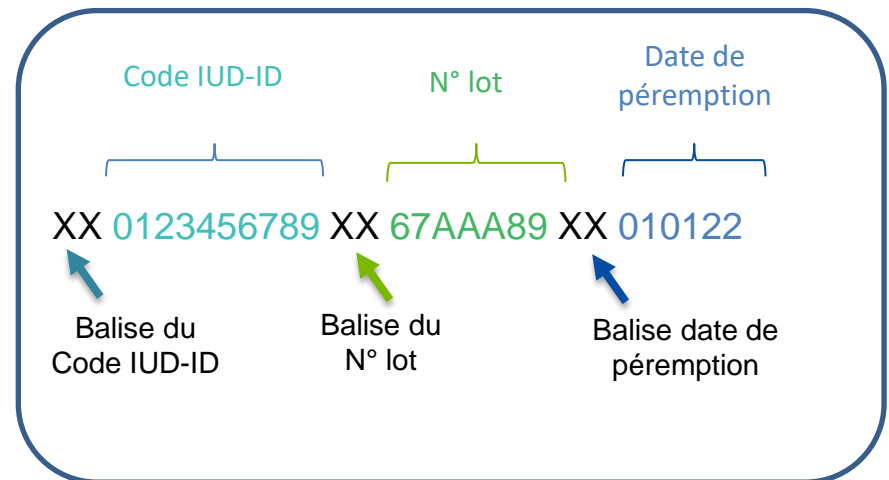 Code IUD-ID
N° lot
Date de
péremption
XX 0123456789 XX 67AAA89 XX 010122
Balise du
Code IUD-ID
Balise du
N° lot
Balise date de
péremption